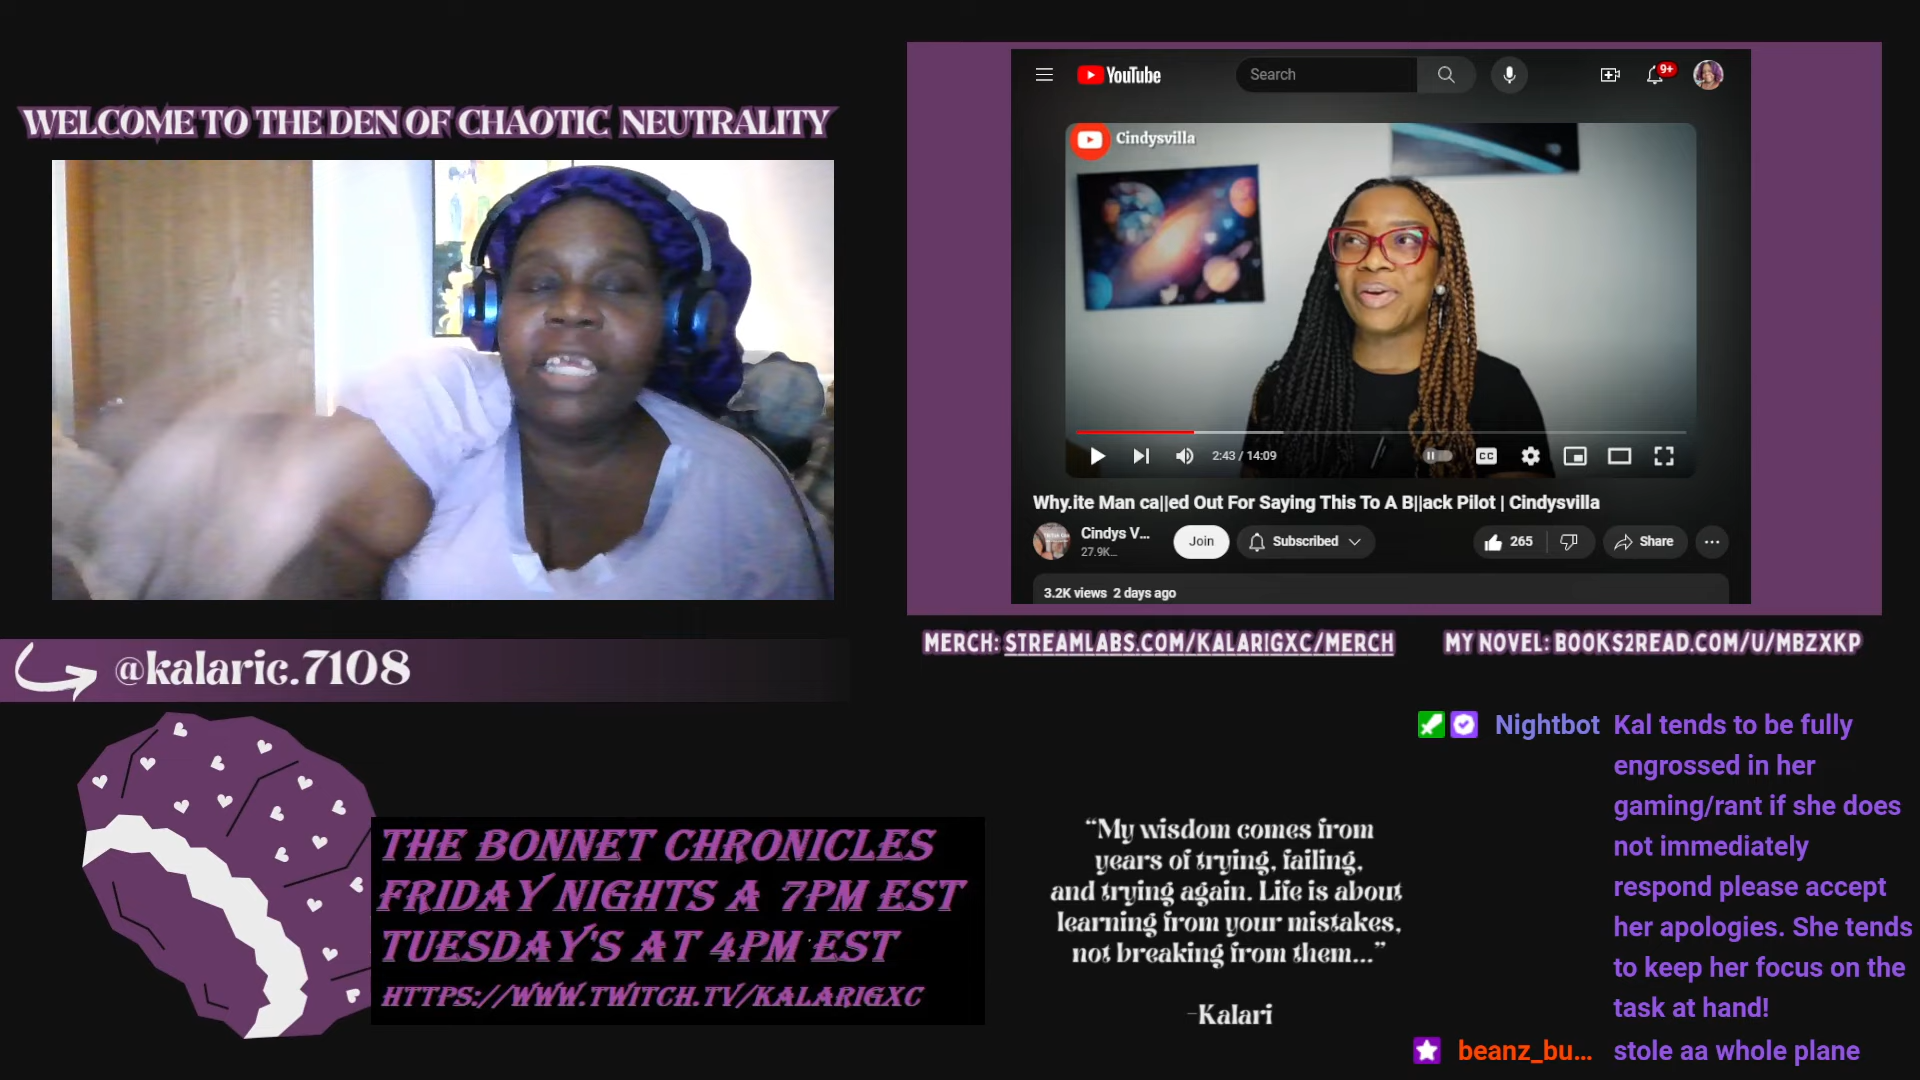 WELCOME TO THE DEN OF CHAOTIC NEUTRALITY
YouTube
Search
9+
Cindysvilla
2:43 / 14:09
CC
Why.ite Man ca||ed Out For Saying This To A B||ack Pilot | Cindysvilla
Cindys V...
27.9K...
Join
Subscribed
265
Share
3.2K views 2 days ago
MERCH: STREAMLABS.COM/KALARIGXC/MERCH
MY NOVEL: BOOKS2READ.COM/U/MBZXKP
@kalaric.7108
THE BONNET CHRONICLES
FRIDAY NIGHTS A 7PM EST
TUESDAY'S AT 4PM EST
HTTPS://WWW.TWITCH.TV/KALARIGXC
“My wisdom comes from
years of trying, failing,
and trying again. Life is about
learning from your mistakes,
not breaking from them...”
-Kalari
Nightbot Kal tends to be fully
engrossed in her
gaming/rant if she does
not immediately
respond please accept
her apologies. She tends
to keep her focus on the
task at hand!
beanz_bu... stole aa whole plane